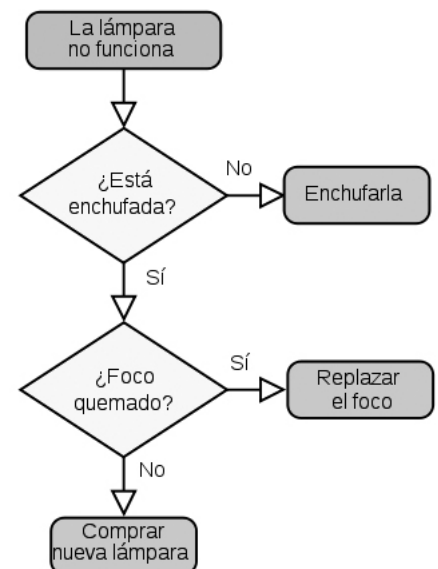 La lámpara
no funciona
¿Está
enchufada?
No
Enchufarla
Sí
¿Foco
quemado?
Sí
Replazar
el foco
No
Comprar
nueva lámpara